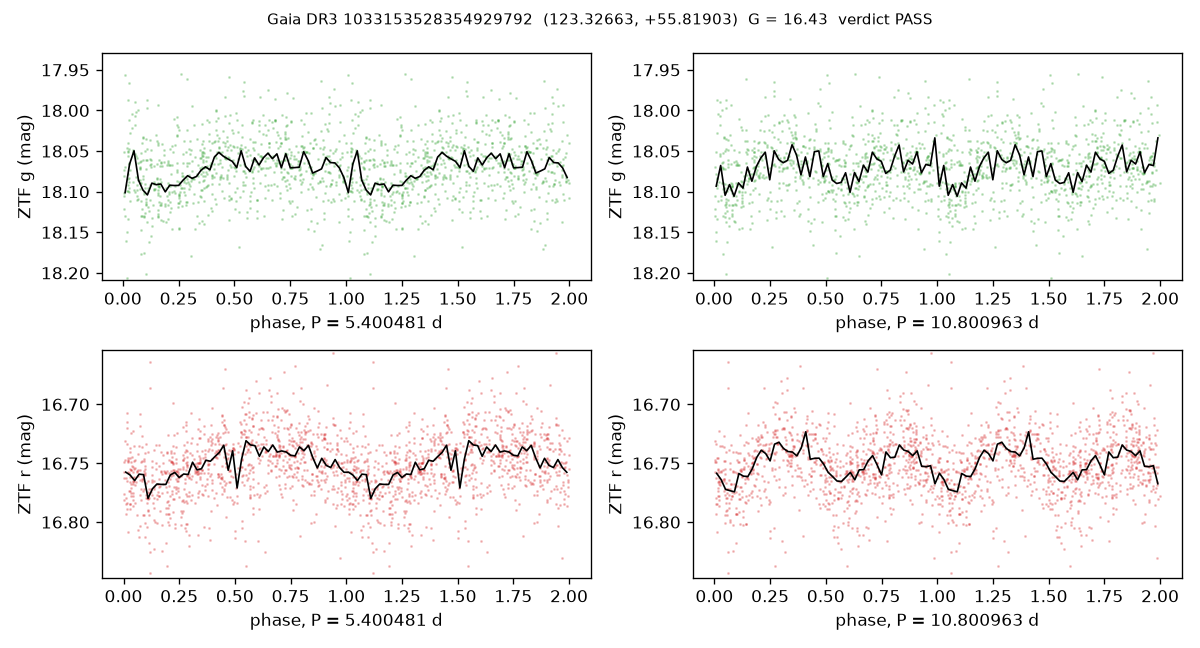 Gaia DR3 1033153528354929792 (123.32663, +55.81903) G = 16.43 verdict PASS
ZTF g (mag)
17.95
18.00
18.05
18.10
18.15
18.20
0.00 0.25 0.50 0.75 1.00 1.25 1.50 1.75 2.00
phase, P = 5.400481 d
ZTF g (mag)
17.95
18.00
18.05
18.10
18.15
18.20
0.00 0.25 0.50 0.75 1.00 1.25 1.50 1.75 2.00
phase, P = 10.800963 d
ZTF r (mag)
16.70
16.75
16.80
0.00 0.25 0.50 0.75 1.00 1.25 1.50 1.75 2.00
phase, P = 5.400481 d
ZTF r (mag)
16.70
16.75
16.80
0.00 0.25 0.50 0.75 1.00 1.25 1.50 1.75 2.00
phase, P = 10.800963 d